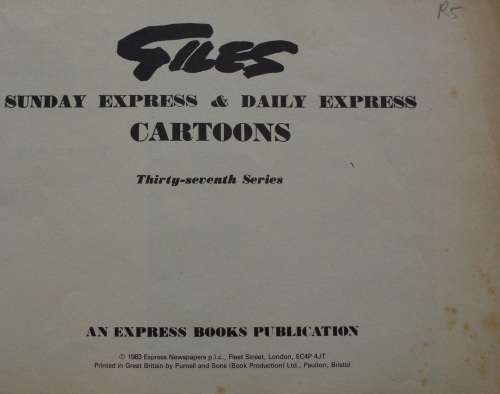 R5
GILES
SUNDAY EXPRESS & DAILY EXPRESS
CARTOONS
Thirty-seventh Series
AN EXPRESS BOOKS PUBLICATION
© 1983 Express Newspapers p.l.c., Fleet Street, London, EC4P 4JT
Printed in Great Britain by Purnell and Sons (Book Production) Ltd., Paulton, Bristol